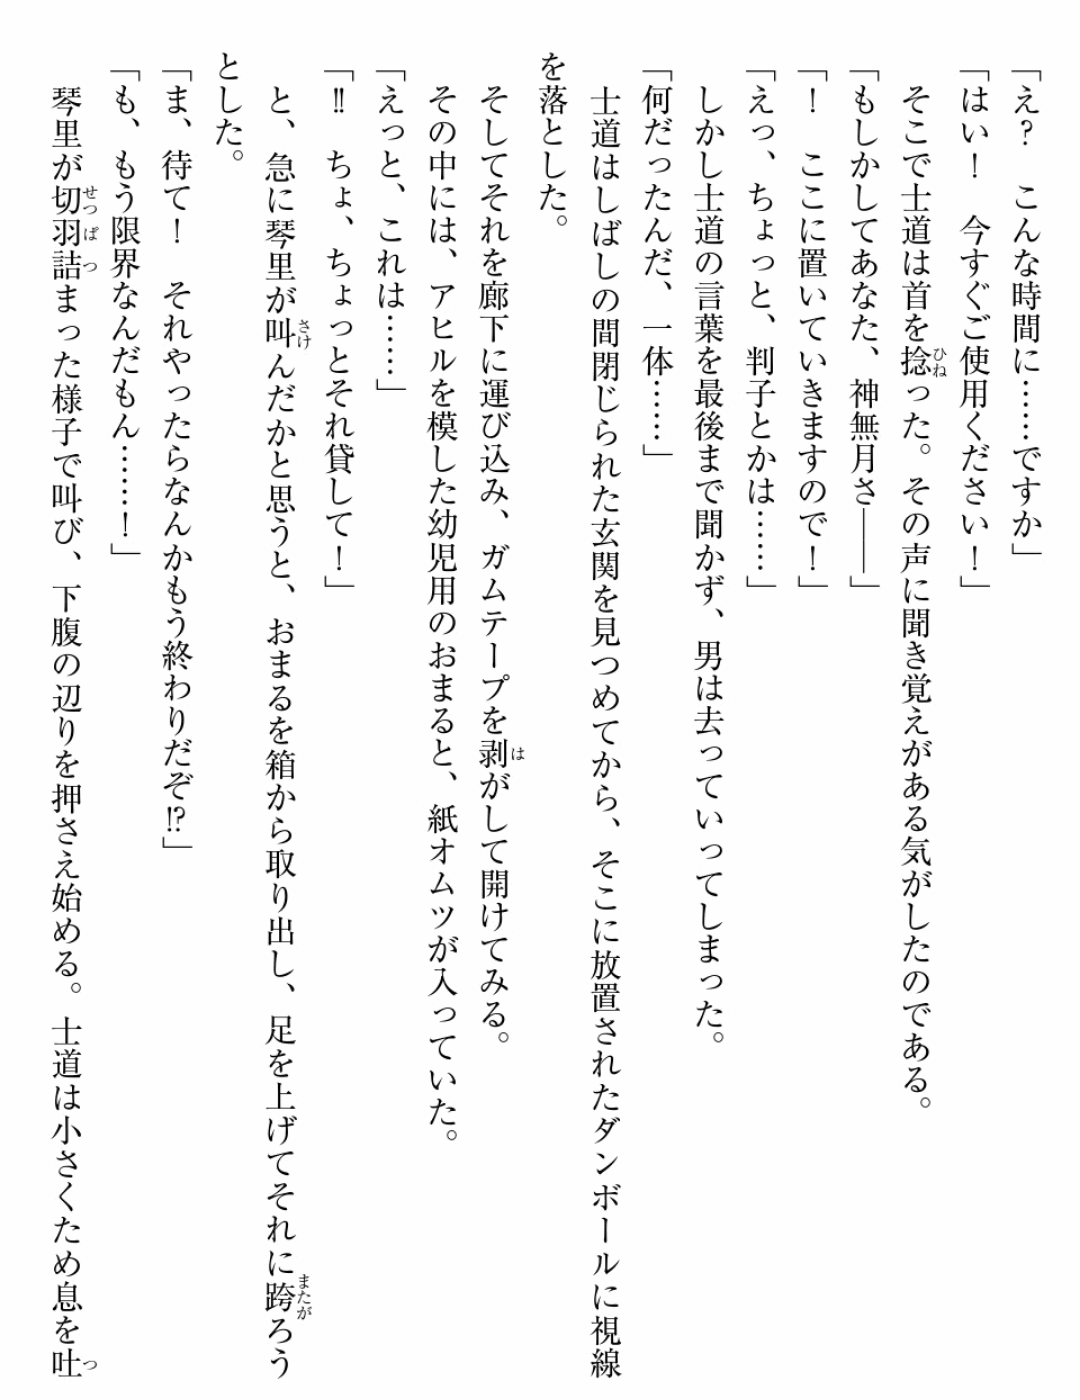 「え？　こんな時間に……ですか」
「はい！　今すぐご使用ください！」
そこで士道は首を捻った。その声に聞き覚えがある気がしたのである。
「もしかしてあなた、神無月さ――」
「！　ここに置いていきますので！」
「えっ、ちょっと、判子とかは……」
しかし士道の言葉を最後まで聞かず、男は去っていってしまった。
「何だったんだ、一体……」
士道はしばしの間閉じられた玄関を見つめてから、そこに放置されたダンボールに視線
を落とした。
そしてそれを廊下に運び込み、ガムテープを剥がして開けてみる。
その中には、アヒルを模した幼児用のおまると、紙オムツが入っていた。
「えっと、これは……」
「‼　ちょ、ちょっとそれ貸して！」
と、急に琴里が叫んだかと思うと、おまるを箱から取り出し、足を上げてそれに跨ろう
とした。
「ま、待て！　それやったらなんかもう終わりだぞ⁉」
「も、もう限界なんだもん……！」
琴里が切羽詰まった様子で叫び、下腹の辺りを押さえ始める。士道は小さくため息を吐